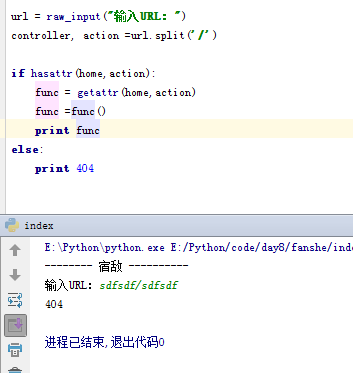 url = raw_input("输入URL: ")
controller, action =url.split('/')
if hasattr(home,action):
    func = getattr(home,action)
    func =func()
    print func
else:
    print 404
index
E:\Python\python.exe E:/Python/code/day8/fanshe/inde
-------- 宿敌 ----------
输入URL: sdfsdf/sdfsdf
404
进程已结束,退出代码0